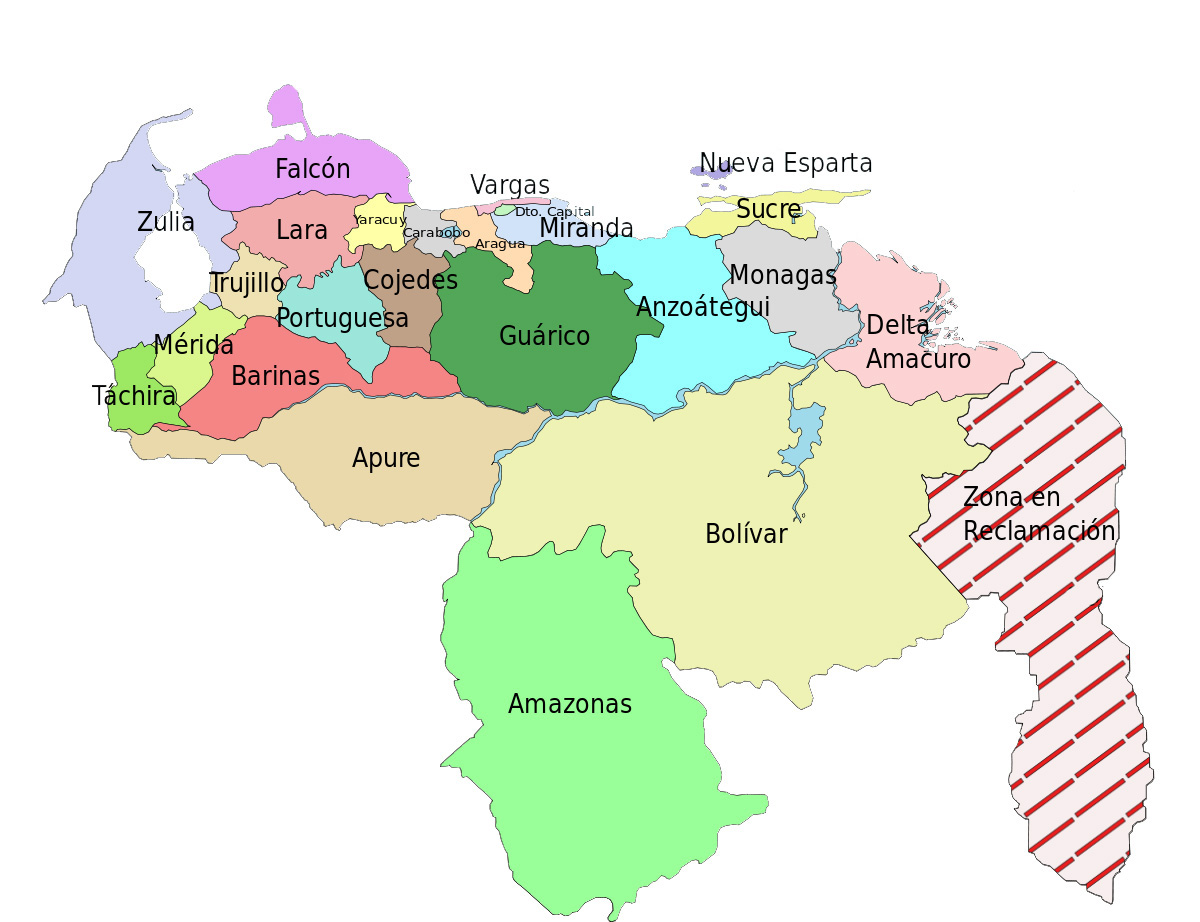 Nueva Esparta
Falcón
Vargas
Zulia
Lara
Yaracuy
Carabobo
Dto. Capital
Aragua
Miranda
Sucre
Trujillo
Cojedes
Monagas
Portuguesa
Guárico
Anzoátegui
Delta
Amacuro
Mérida
Barinas
Táchira
Apure
Bolívar
Zona en
Reclamación
Amazonas